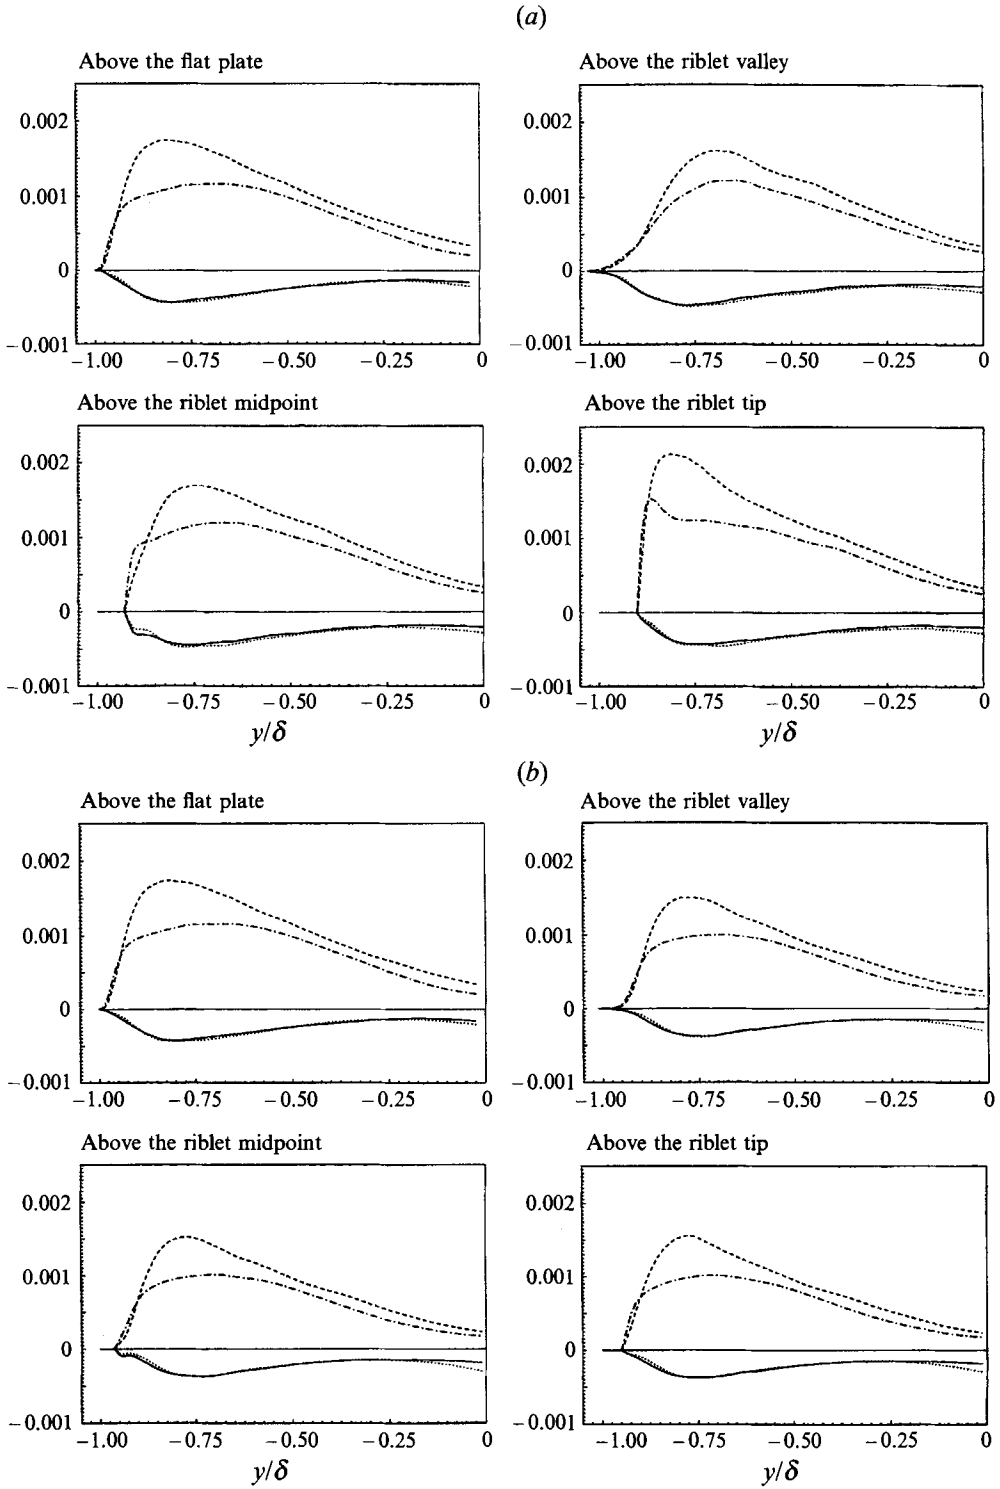 (a)
Above the flat plate
Above the riblet valley
0.002
0.001
0
−0.001
−1.00 −0.75 −0.50 −0.25 0
0.002
0.001
0
−0.001
−1.00 −0.75 −0.50 −0.25 0
Above the riblet midpoint
Above the riblet tip
0.002
0.001
0
−0.001
−1.00 −0.75 −0.50 −0.25 0
y/δ
0.002
0.001
0
−0.001
−1.00 −0.75 −0.50 −0.25 0
y/δ
(b)
Above the flat plate
Above the riblet valley
0.002
0.001
0
−0.001
−1.00 −0.75 −0.50 −0.25 0
0.002
0.001
0
−0.001
−1.00 −0.75 −0.50 −0.25 0
Above the riblet midpoint
Above the riblet tip
0.002
0.001
0
−0.001
−1.00 −0.75 −0.50 −0.25 0
y/δ
0.002
0.001
0
−0.001
−1.00 −0.75 −0.50 −0.25 0
y/δ